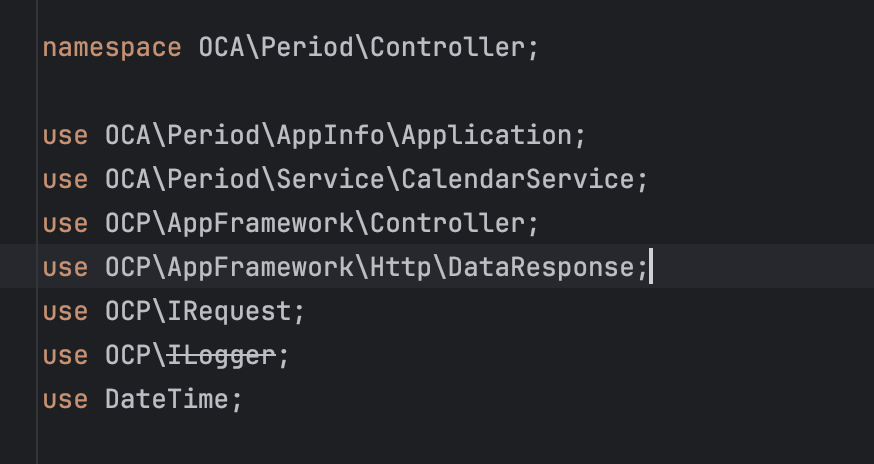 namespace OCA\Period\Controller;
use OCA\Period\AppInfo\Application;
use OCA\Period\Service\CalendarService;
use OCP\AppFramework\Controller;
use OCP\AppFramework\Http\DataResponse;
use OCP\IRequest;
use OCP\ILogger;
use DateTime;